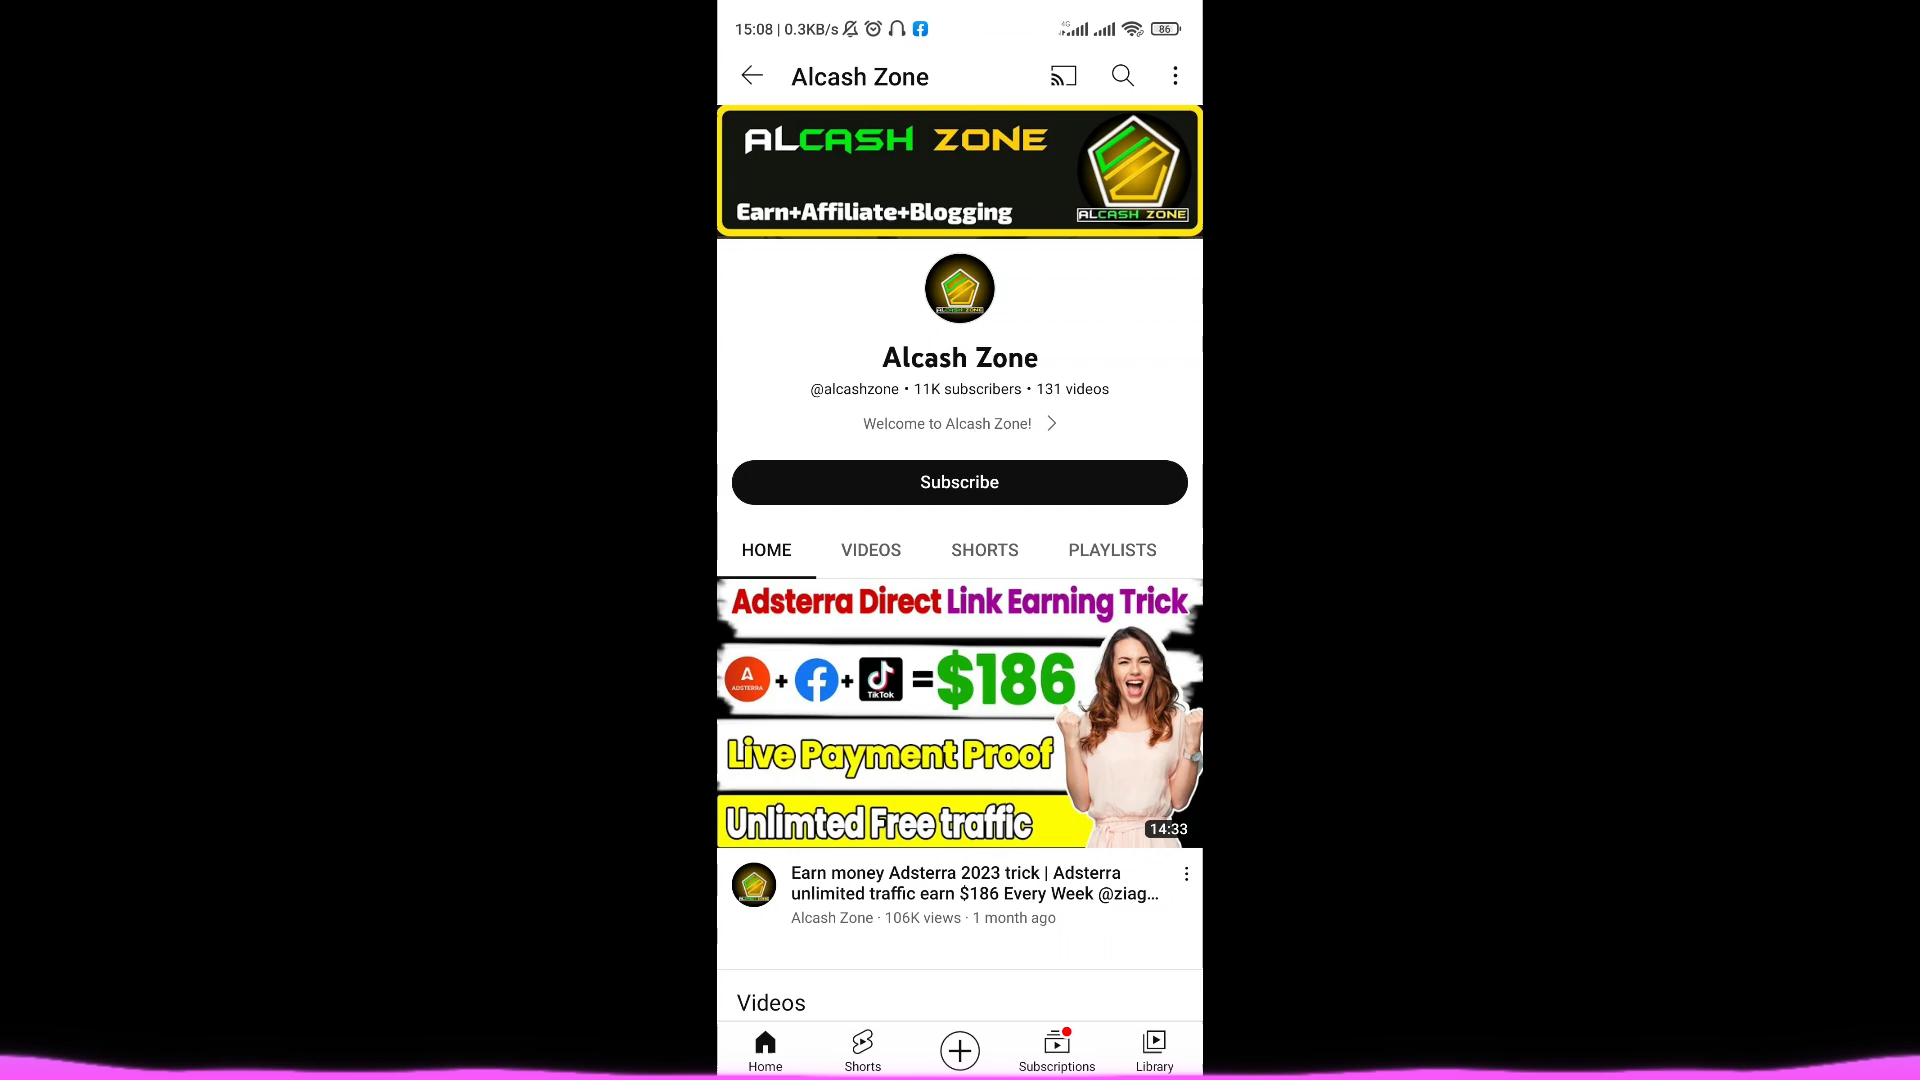 15:08 | 0.3KB/s
4G
86
Alcash Zone
ALCASH ZONE
Earn+Affiliate+Blogging
ALCASH ZONE
ALCASH ZONE
Alcash Zone
@alcashzone • 11K subscribers • 131 videos
Welcome to Alcash Zone!
Subscribe
HOME VIDEOS SHORTS PLAYLISTS
Adsterra Direct Link Earning Trick
A ADSTERRA + f + TikTok =$186
Live Payment Proof
Unlimted Free traffic
14:33
Earn money Adsterra 2023 trick | Adsterra
unlimited traffic earn $186 Every Week @ziag...
Alcash Zone · 106K views · 1 month ago
Videos
Home Shorts Subscriptions Library